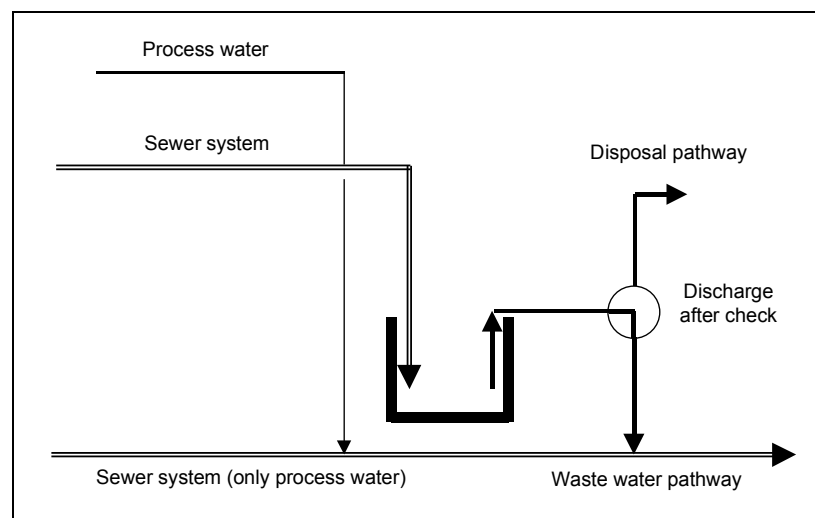 Process water
Sewer system
Disposal pathway
Discharge
after check
Sewer system (only process water)
Waste water pathway